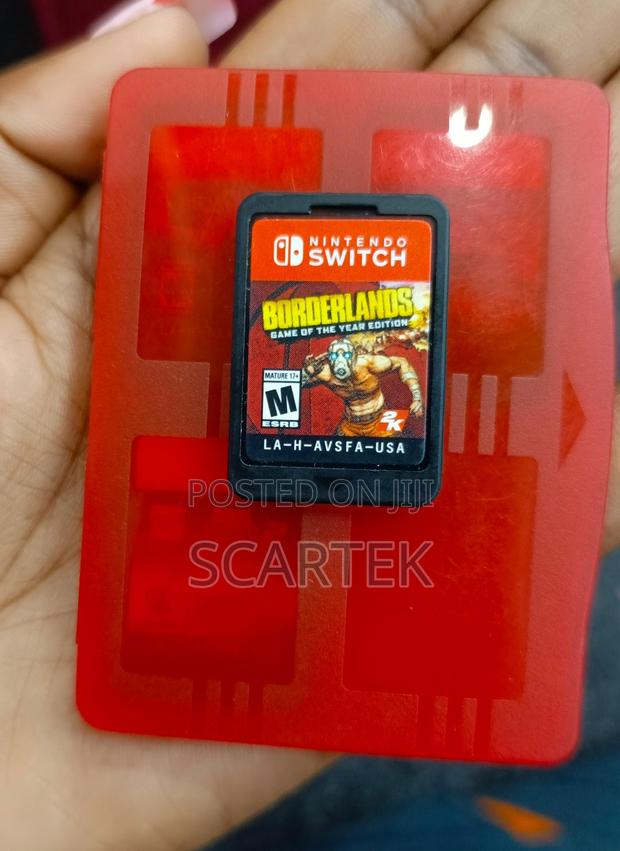 NINTENDO
SWITCH
BORDERLANDS
GAME OF THE YEAR EDITION
MATURE 17+
M
ESRB
2K
LA-H-AVSFA-USA
POSTED ON JIJI
SCARTEK